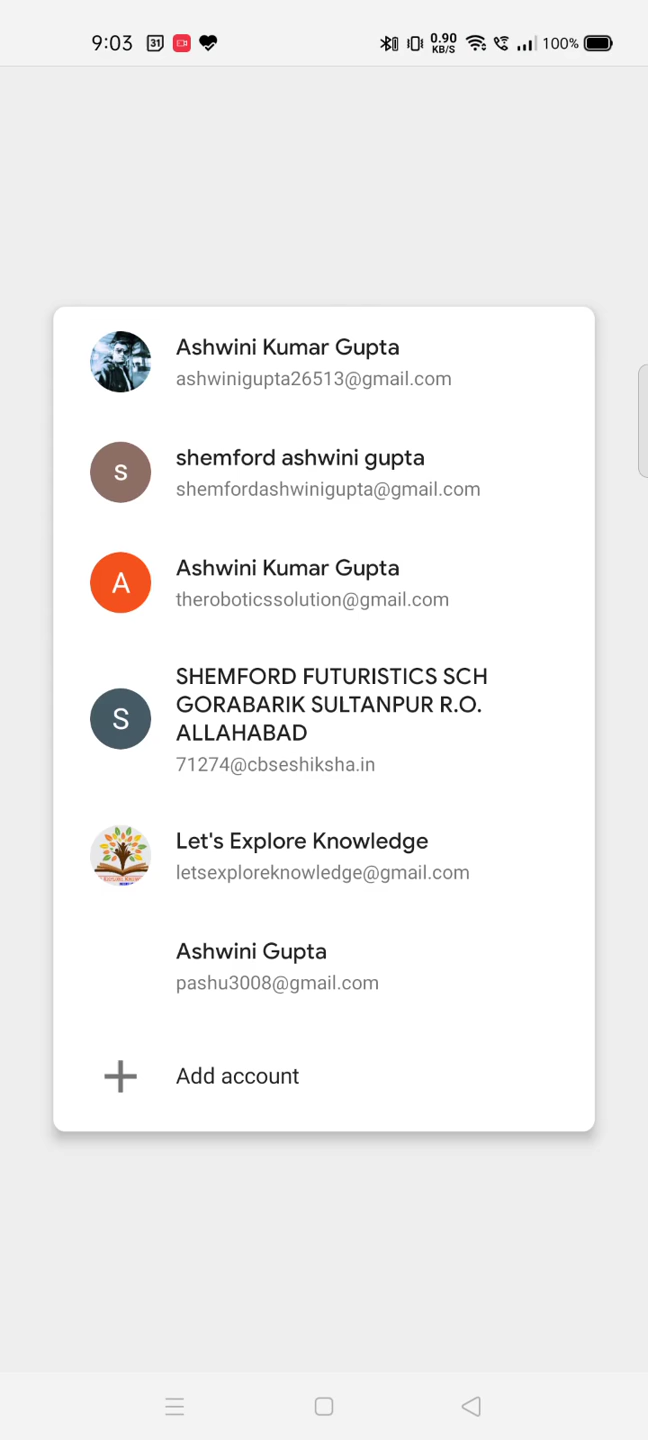 9:03 31 0.90 KB/S 100%
Ashwini Kumar Gupta
ashwinigupta26513@gmail.com
s
shemford ashwini gupta
shemfordashwinigupta@gmail.com
A
Ashwini Kumar Gupta
theroboticssolution@gmail.com
S
SHEMFORD FUTURISTICS SCH
GORABARIK SULTANPUR R.O.
ALLAHABAD
71274@cbseshiksha.in
Let's Explore Knowledge
letsexploreknowledge@gmail.com
Ashwini Gupta
pashu3008@gmail.com
Add account